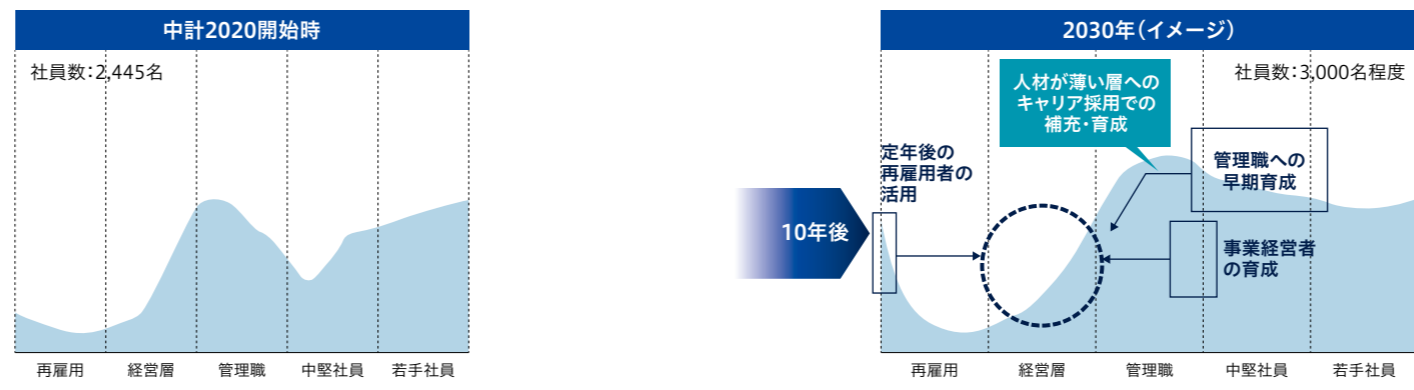 中計2020開始時
社員数：2,445名
再雇用
経営層
管理職
中堅社員
若手社員
10年後
2030年（イメージ）
社員数：3,000名程度
人材が薄い層への
キャリア採用での
補充・育成
定年後の
再雇用者の
活用
管理職への
早期育成
事業経営者
の育成
再雇用
経営層
管理職
中堅社員
若手社員